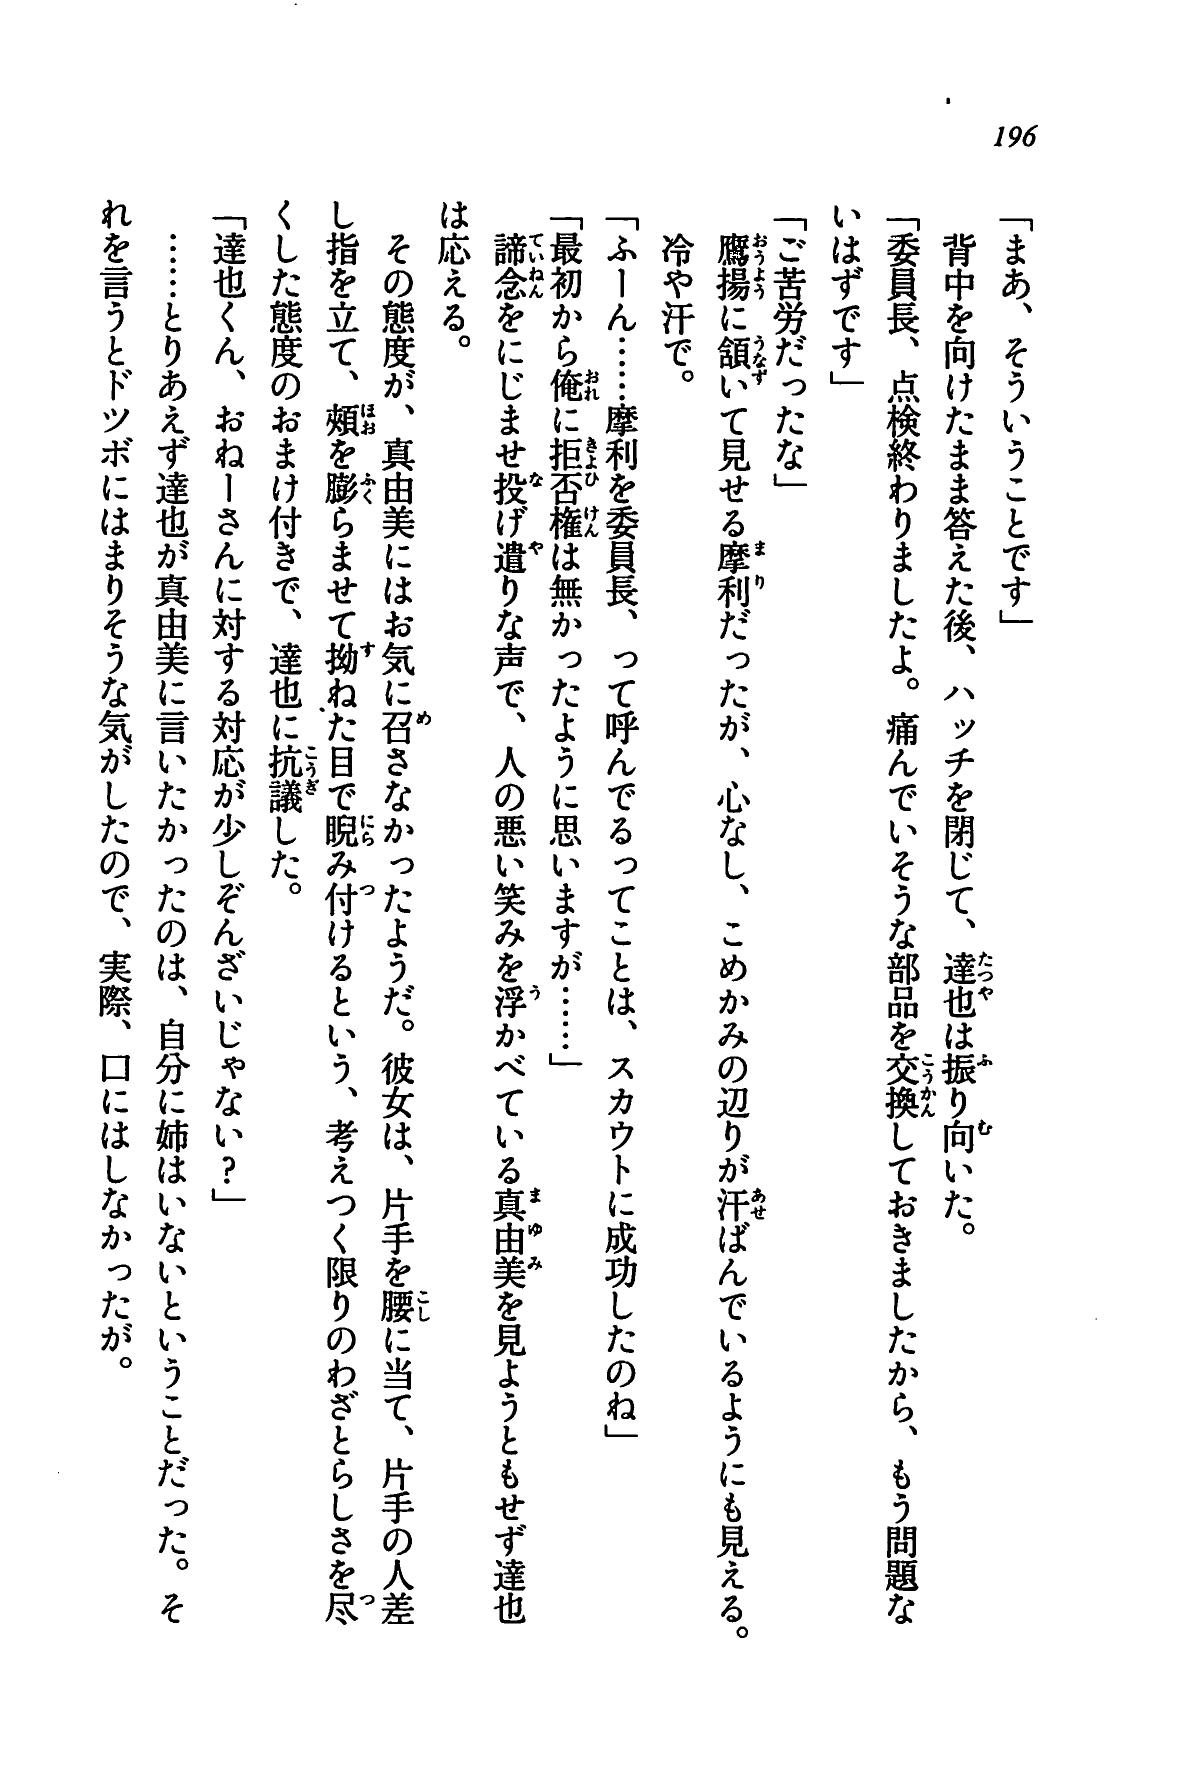 196
「まあ、そういうことです」
背中を向けたまま答えた後、ハッチを閉じて、達也は振り向いた。
「委員長、点検終わりましたよ。痛んでいそうな部品を交換しておきましたから、もう問題な
いはずです」
「ご苦労だったな」
鷹揚に頷いて見せる摩利だったが、心なし、こめかみの辺りが汗ばんでいるようにも見える。
冷や汗で。
「ふーん……摩利を委員長、って呼んでるってことは、スカウトに成功したのね」
「最初から俺に拒否権は無かったように思いますが……」
諦念をにじませ投げ遣りな声で、人の悪い笑みを浮かべている真由美を見ようともせず達也
は応える。
その態度が、真由美にはお気に召さなかったようだ。彼女は、片手を腰に当て、片手の人差
し指を立て、頬を膨らませて拗ねた目で睨み付けるという、考えつく限りのわざとらしさを尽
くした態度のおまけ付きで、達也に抗議した。
「達也くん、おねーさんに対する対応が少しぞんざいじゃない？」
……とりあえず達也が真由美に言いたかったのは、自分に姉はいないということだった。そ
れを言うとドツボにはまりそうな気がしたので、実際、口にはしなかったが。